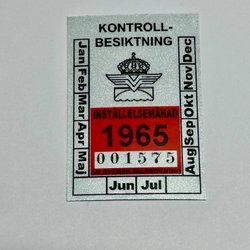 KONTROLL-
BESIKTNING
Jan Feb Mar Apr Maj
INSTÄLLELSEMÅNAD
1965
001575
Jun Jul
Aug Sep Okt Nov Dec